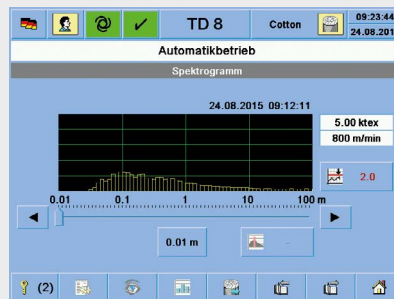 TD 8
Cotton
09:23:44
24.08.201
Automatikbetrieb
Spektrogramm
24.08.2015 09:12:11
5.00 ktex
800 m/min
2.0
0.01 0.1 1 10 100 m
0.01 m
–
(2)